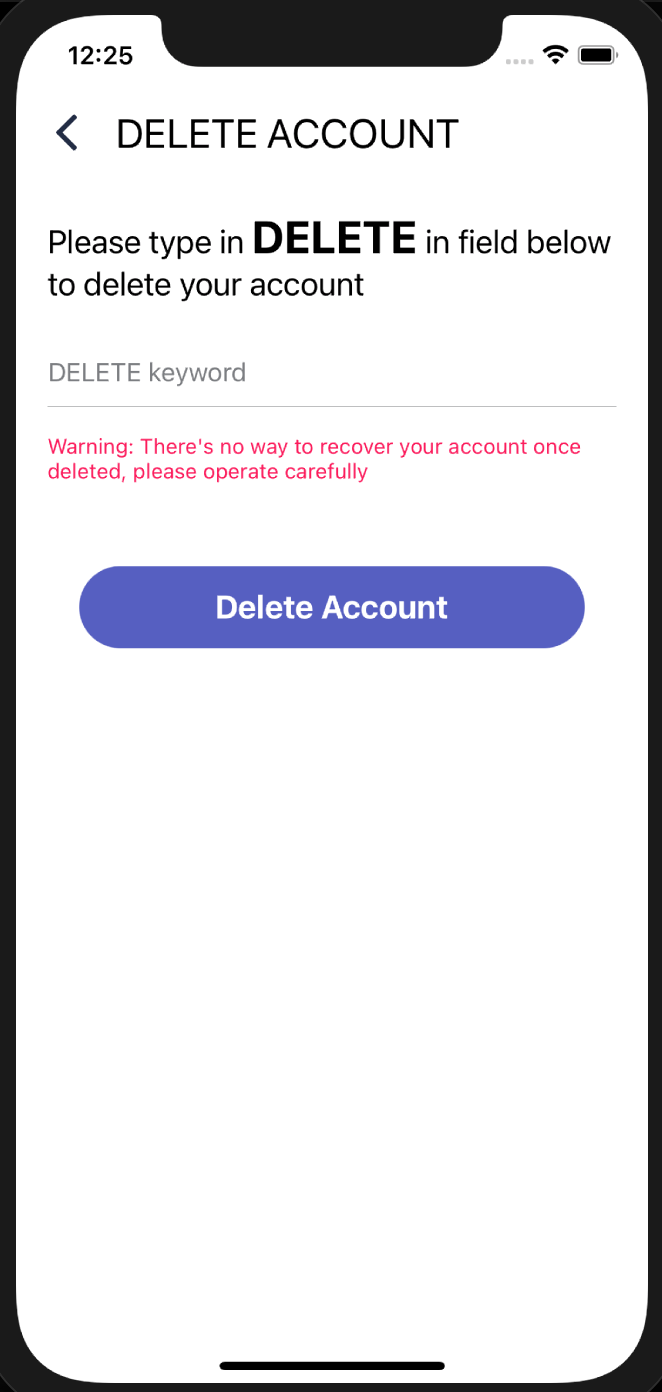 12:25
DELETE ACCOUNT
Please type in DELETE in field below
to delete your account
DELETE keyword
Warning: There's no way to recover your account once
deleted, please operate carefully
Delete Account